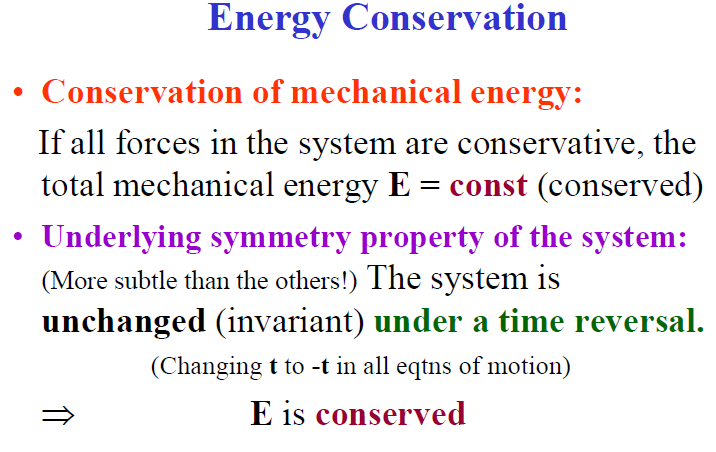 Energy Conservation
• Conservation of mechanical energy:
If all forces in the system are conservative, the
total mechanical energy E = const (conserved)
• Underlying symmetry property of the system:
(More subtle than the others!) The system is
unchanged (invariant) under a time reversal.
(Changing t to -t in all eqtns of motion)
⇒ E is conserved